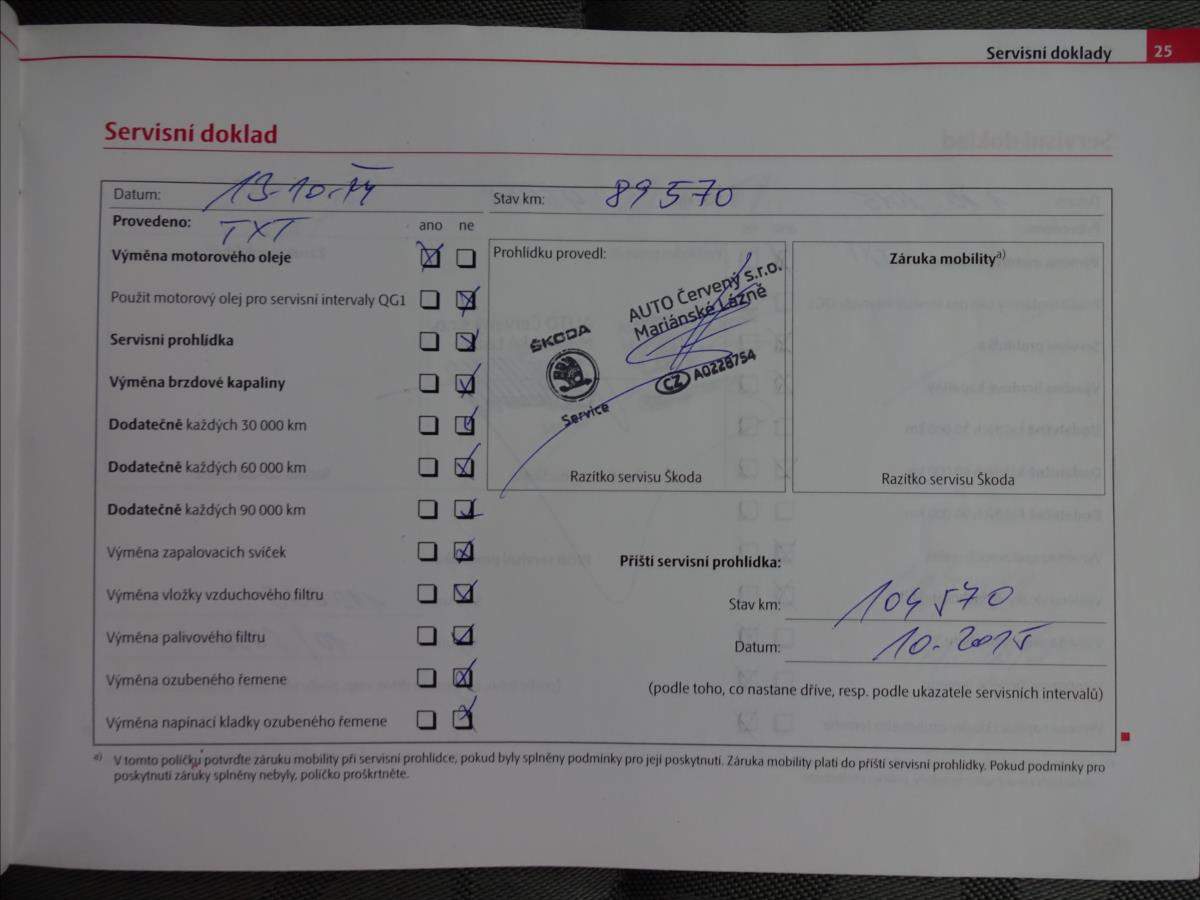 Servisní doklady 25
Servisní doklad
Datum: 13-10-14 Stav km: 89570
Provedeno: TXT ano ne
Výměna motorového oleje
Použit motorový olej pro servisní intervaly QG1
Servisní prohlídka
Výměna brzdové kapaliny
Dodatečně každých 30 000 km
Dodatečně každých 60 000 km
Dodatečně každých 90 000 km
Výměna zapalovacích svíček
Výměna vložky vzduchového filtru
Výměna palivového filtru
Výměna ozubeného řemene
Výměna napínací kladky ozubeného řemene
Prohlídku provedl:
AUTO Červený s.r.o.
Mariánské Lázně
ŠKODA
Service
CZ A0228754
Razítko servisu Škoda
Záruka mobility a)
Razítko servisu Škoda
Příští servisní prohlídka:
Stav km: 104570
Datum: 10-2015
(podle toho, co nastane dříve, resp. podle ukazatele servisních intervalů)
a) V tomto políčku potvrďte záruku mobility při servisní prohlídce, pokud byly splněny podmínky pro její poskytnutí. Záruka mobility platí do příští servisní prohlídky. Pokud podmínky pro
poskytnutí záruky splněny nebyly, políčko proškrtněte.